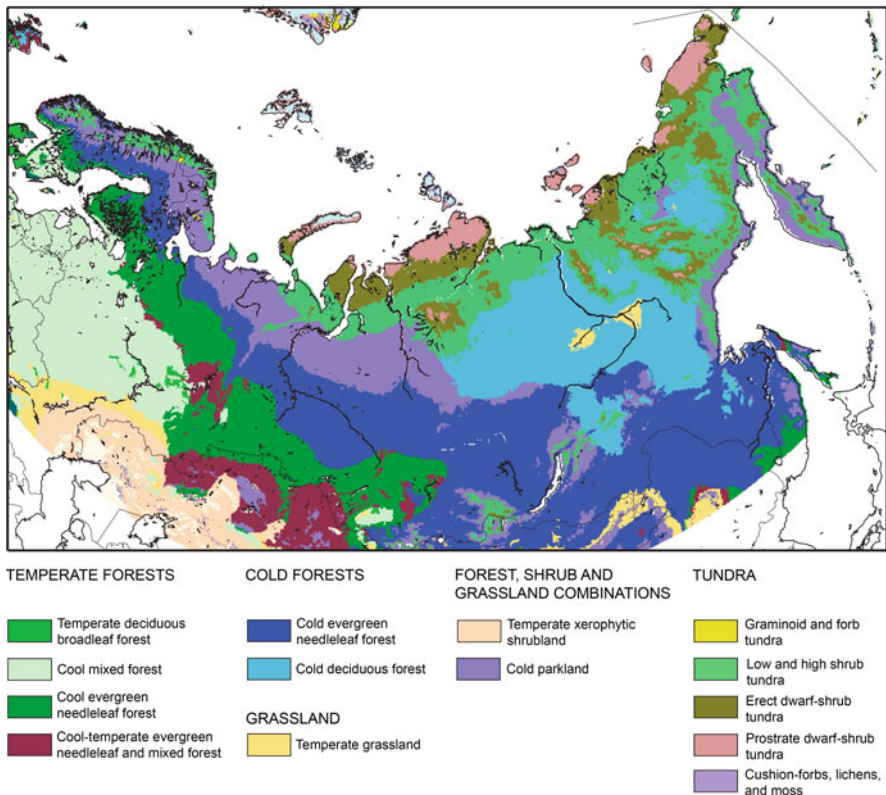 TEMPERATE FORESTS
Temperate deciduous
broadleaf forest
Cool mixed forest
Cool evergreen
needleleaf forest
Cool-temperate evergreen
needleleaf and mixed forest
COLD FORESTS
Cold evergreen
needleleaf forest
Cold deciduous forest
GRASSLAND
Temperate grassland
FOREST, SHRUB AND
GRASSLAND COMBINATIONS
Temperate xerophytic
shrubland
Cold parkland
TUNDRA
Graminoid and forb
tundra
Low and high shrub
tundra
Erect dwarf-shrub
tundra
Prostrate dwarf-shrub
tundra
Cushion-forbs, lichens,
and moss